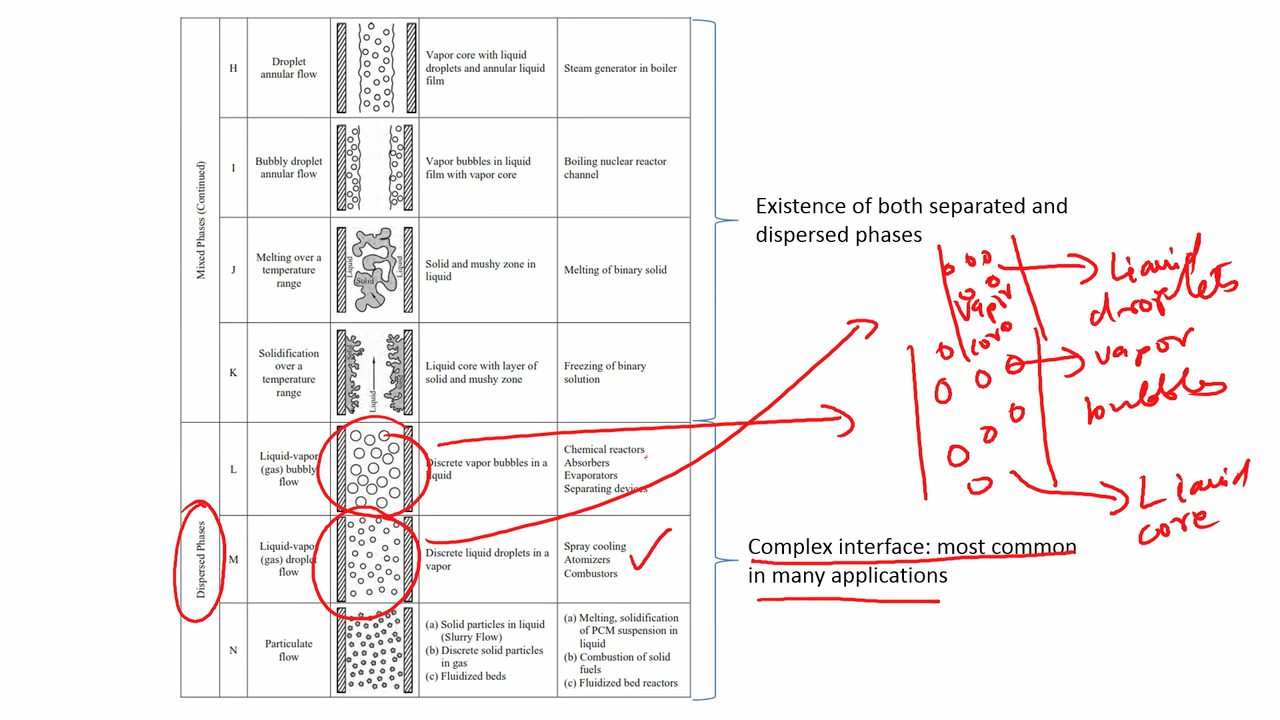 Mixed Phases (Continued)
H
Droplet
annular flow
Vapor core with liquid
droplets and annular liquid
film
Steam generator in boiler
I
Bubbly droplet
annular flow
Vapor bubbles in liquid
film with vapor core
Boiling nuclear reactor
channel
J
Melting over a
temperature
range
Liquid
Solid
Liquid
Solid and mushy zone in
liquid
Melting of binary solid
K
Solidification
over a
temperature
range
Liquid
Liquid core with layer of
solid and mushy zone
Freezing of binary
solution
Dispersed Phases
L
Liquid-vapor
(gas) bubbly
flow
Discrete vapor bubbles in a
liquid
Chemical reactors
Absorbers
Evaporators
Separating devices
M
Liquid-vapor
(gas) droplet
flow
Discrete liquid droplets in a
vapor
Spray cooling
Atomizers
Combustors
N
Particulate
flow
(a) Solid particles in liquid
(Slurry Flow)
(b) Discrete solid particles
in gas
(c) Fluidized beds
(a) Melting, solidification
of PCM suspension in
liquid
(b) Combustion of solid
fuels
(c) Fluidized bed reactors
Existence of both separated and
dispersed phases
Liquid
droplets
vapor
core
vapor
bubbles
Liquid
core
Complex interface: most common
in many applications